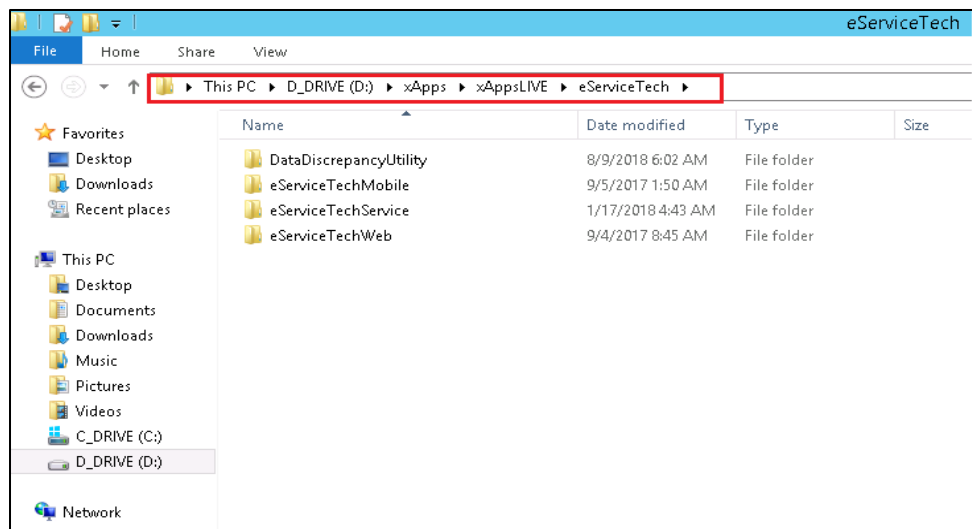 eServiceTech
File Home Share View
This PC D_DRIVE (D:) xApps xAppsLIVE eServiceTech
Name Date modified Type Size
Favorites
Desktop
Downloads
Recent places
This PC
Desktop
Documents
Downloads
Music
Pictures
Videos
C_DRIVE (C:)
D_DRIVE (D:)
Network
DataDiscrepancyUtility 8/9/2018 6:02 AM File folder
eServiceTechMobile 9/5/2017 1:50 AM File folder
eServiceTechService 1/17/2018 4:43 AM File folder
eServiceTechWeb 9/4/2017 8:45 AM File folder